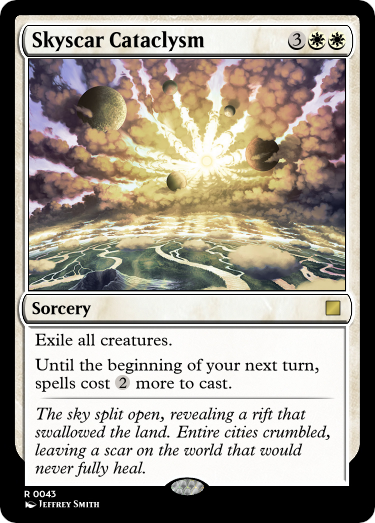 Skyscar Cataclysm 3
Sorcery
Exile all creatures.
Until the beginning of your next turn,
spells cost 2 more to cast.
The sky split open, revealing a rift that
swallowed the land. Entire cities crumbled,
leaving a scar on the world that would
never fully heal.
R 0043
Jeffrey Smith